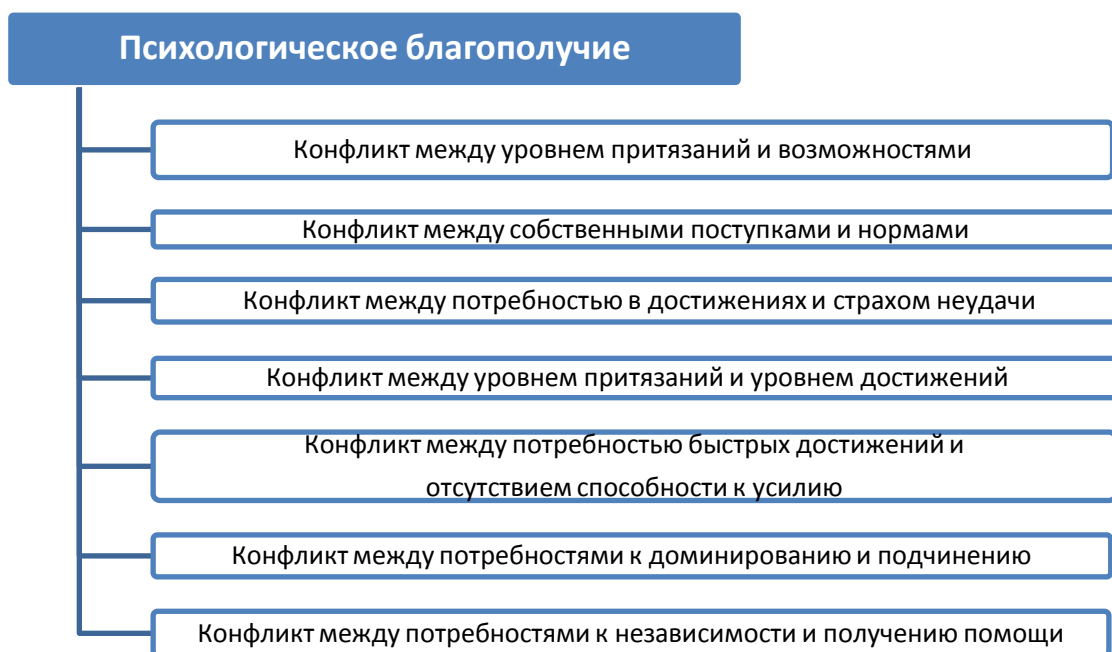 Психологическое благополучие
Конфликт между уровнем притязаний и возможностями
Конфликт между собственными поступками и нормами
Конфликт между потребностью в достижениях и страхом неудачи
Конфликт между уровнем притязаний и уровнем достижений
Конфликт между потребностью быстрых достижений и
отсутствием способности к усилию
Конфликт между потребностями к доминированию и подчинению
Конфликт между потребностями к независимости и получению помощи